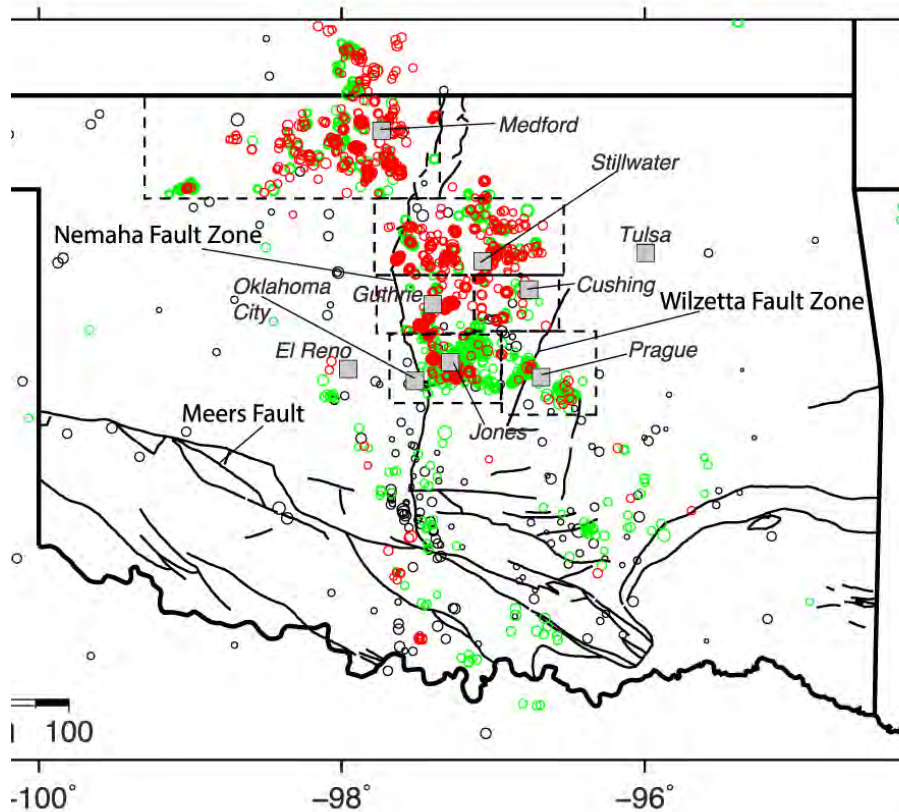 Medford
Stillwater
Nemaha Fault Zone
Tulsa
Oklahoma
City
Guthrie
Cushing
Wilzetta Fault Zone
El Reno
Prague
Meers Fault
Jones
100
-100°
-98°
-96°